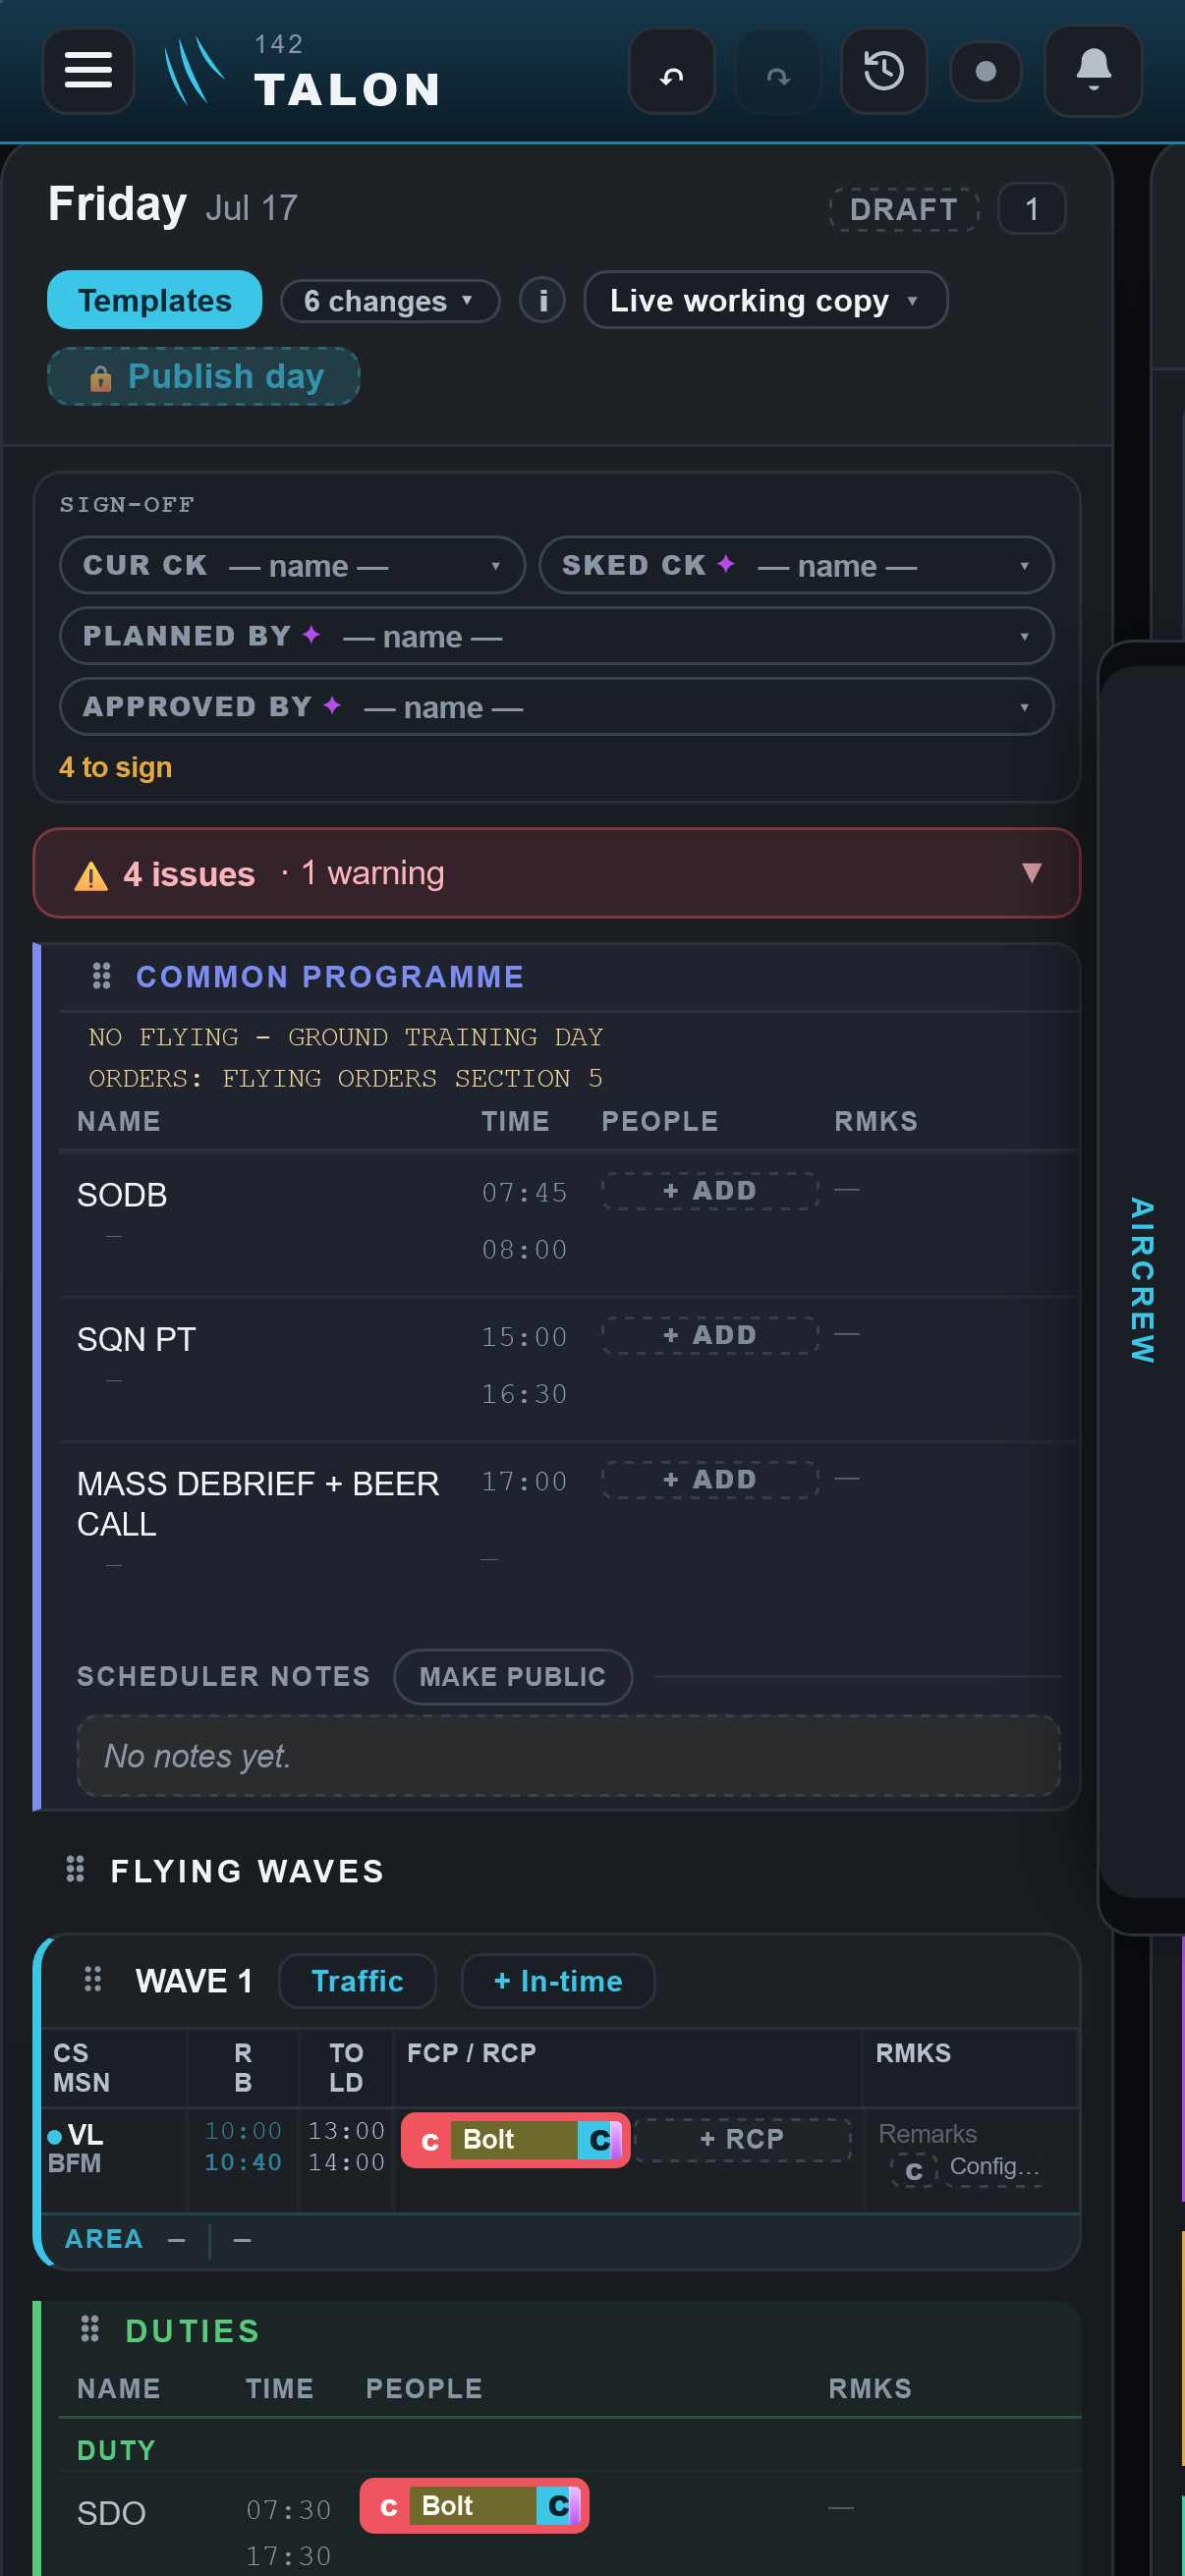 142
TALON
Friday Jul 17 DRAFT 1
Templates 6 changes ▾ i Live working copy ▾
🔒 Publish day
SIGN-OFF
CUR CK — name — ▾ SKED CK ✦ — name — ▾
PLANNED BY ✦ — name — ▾
APPROVED BY ✦ — name — ▾
4 to sign
⚠️ 4 issues · 1 warning ▼
COMMON PROGRAMME
NO FLYING – GROUND TRAINING DAY
ORDERS: FLYING ORDERS SECTION 5
NAME TIME PEOPLE RMKS
SODB 07:45 + ADD —
— 08:00
SQN PT 15:00 + ADD —
— 16:30
MASS DEBRIEF + BEER 17:00 + ADD —
CALL
— —
SCHEDULER NOTES MAKE PUBLIC
No notes yet.
AIRCREW
FLYING WAVES
WAVE 1 Traffic + In-time
CS R TO FCP / RCP RMKS
MSN B LD
VL 10:00 13:00 C Bolt C + RCP Remarks
BFM 10:40 14:00 C Config…
AREA — —
DUTIES
NAME TIME PEOPLE RMKS
DUTY
SDO 07:30 C Bolt C —
17:30